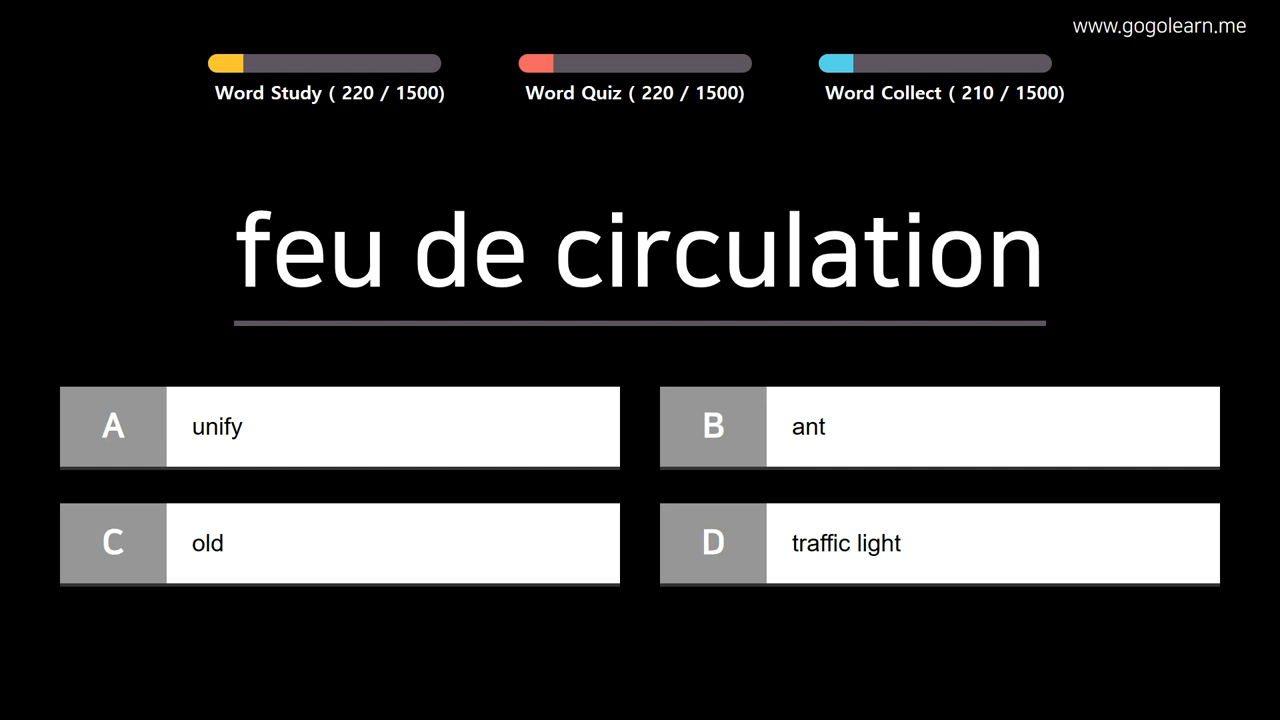 www.gogolearn.me
Word Study ( 220 / 1500)
Word Quiz ( 220 / 1500)
Word Collect ( 210 / 1500)
feu de circulation
A unify
B ant
C old
D traffic light